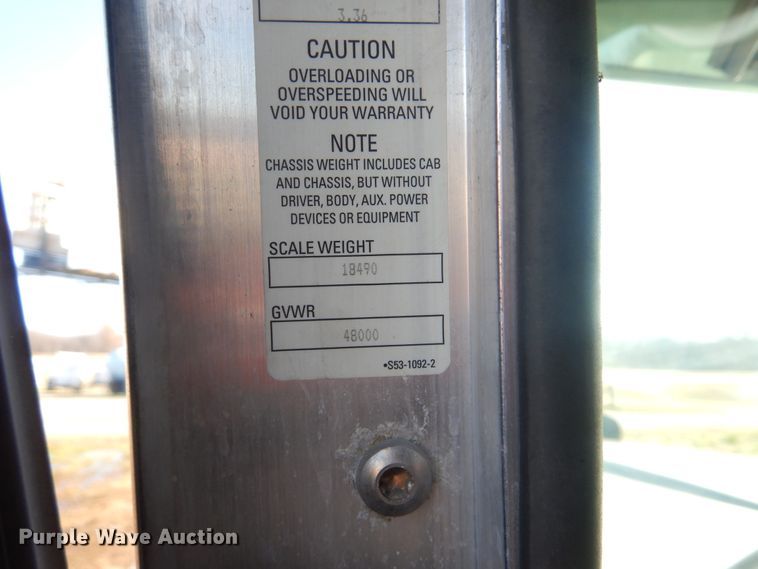 3.36
CAUTION
OVERLOADING OR
OVERSPEEDING WILL
VOID YOUR WARRANTY
NOTE
CHASSIS WEIGHT INCLUDES CAB
AND CHASSIS, BUT WITHOUT
DRIVER, BODY, AUX. POWER
DEVICES OR EQUIPMENT
SCALE WEIGHT
18490
GVWR
48000
•S53-1092-2
Purple Wave Auction®